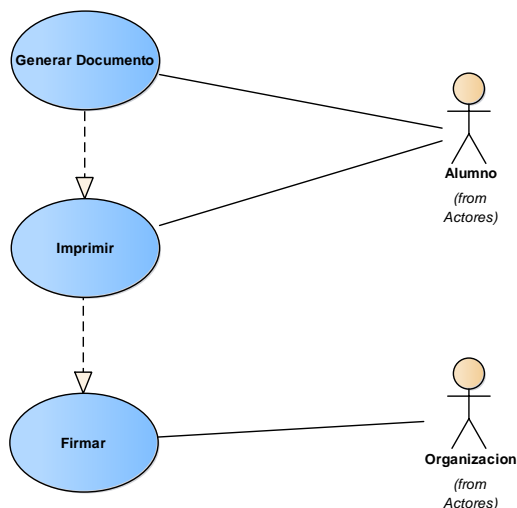 Generar Documento
Alumno
(from
Actores)
Imprimir
Firmar
Organizacion
(from
Actores)